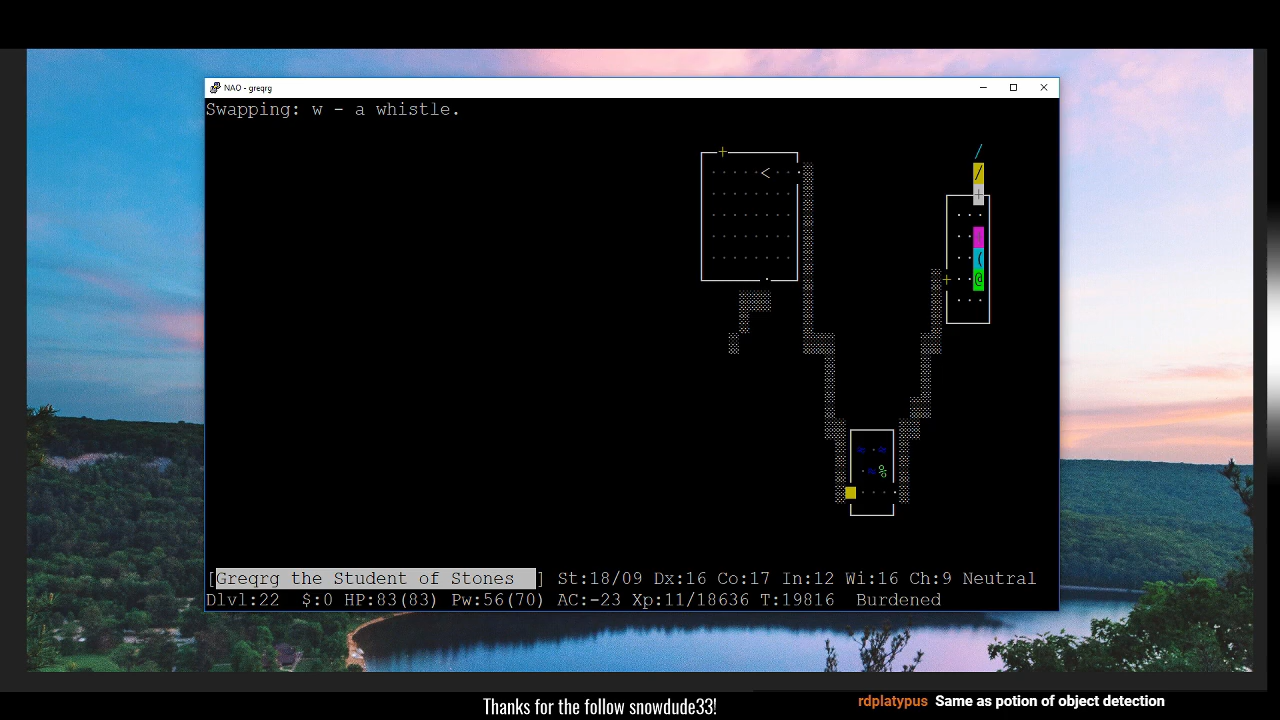 NAO - greqrg
Swapping: w - a whistle.
[Greqrg the Student of Stones ] St:18/09 Dx:16 Co:17 In:12 Wi:16 Ch:9 Neutral
Dlvl:22 $:0 HP:83(83) Pw:56(70) AC:-23 Xp:11/18636 T:19816 Burdened
Thanks for the follow snowdude33!
rdplatypus Same as potion of object detection